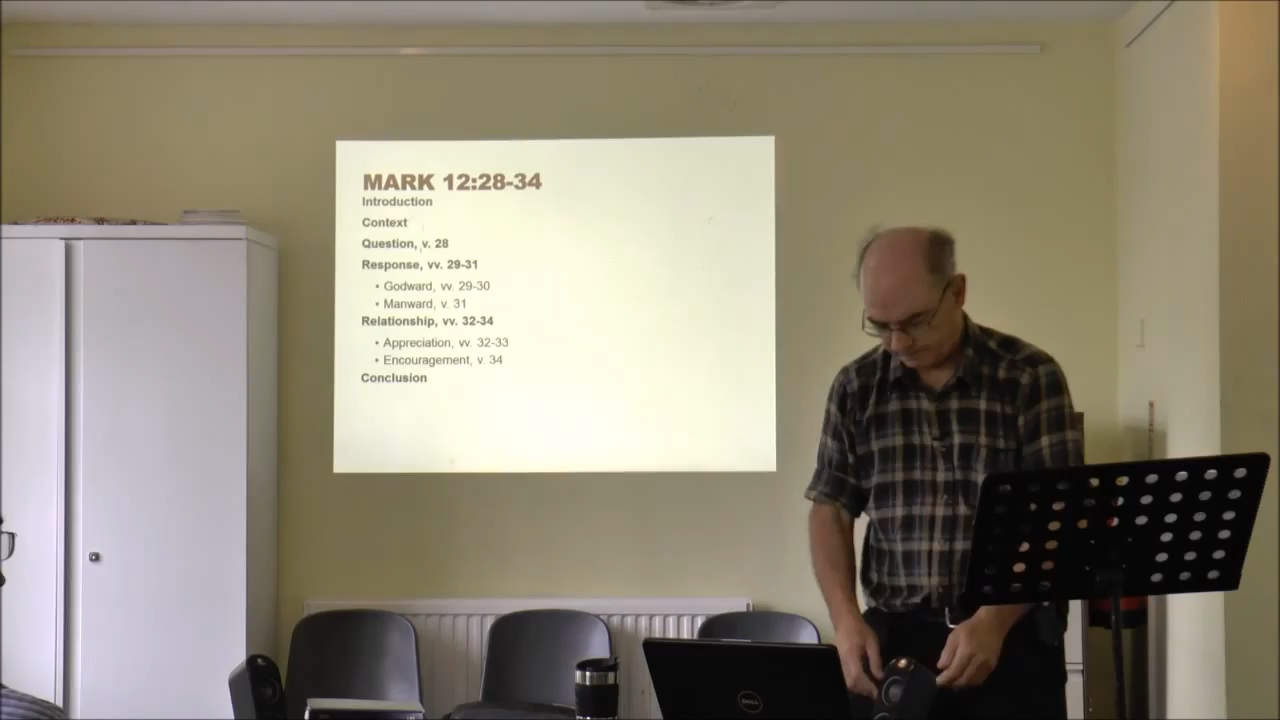 MARK 12:28-34
Introduction
Context
Question, v. 28
Response, vv. 29-31
• Godward, vv. 29-30
• Manward, v. 31
Relationship, vv. 32-34
• Appreciation, vv. 32-33
• Encouragement, v. 34
Conclusion
DELL